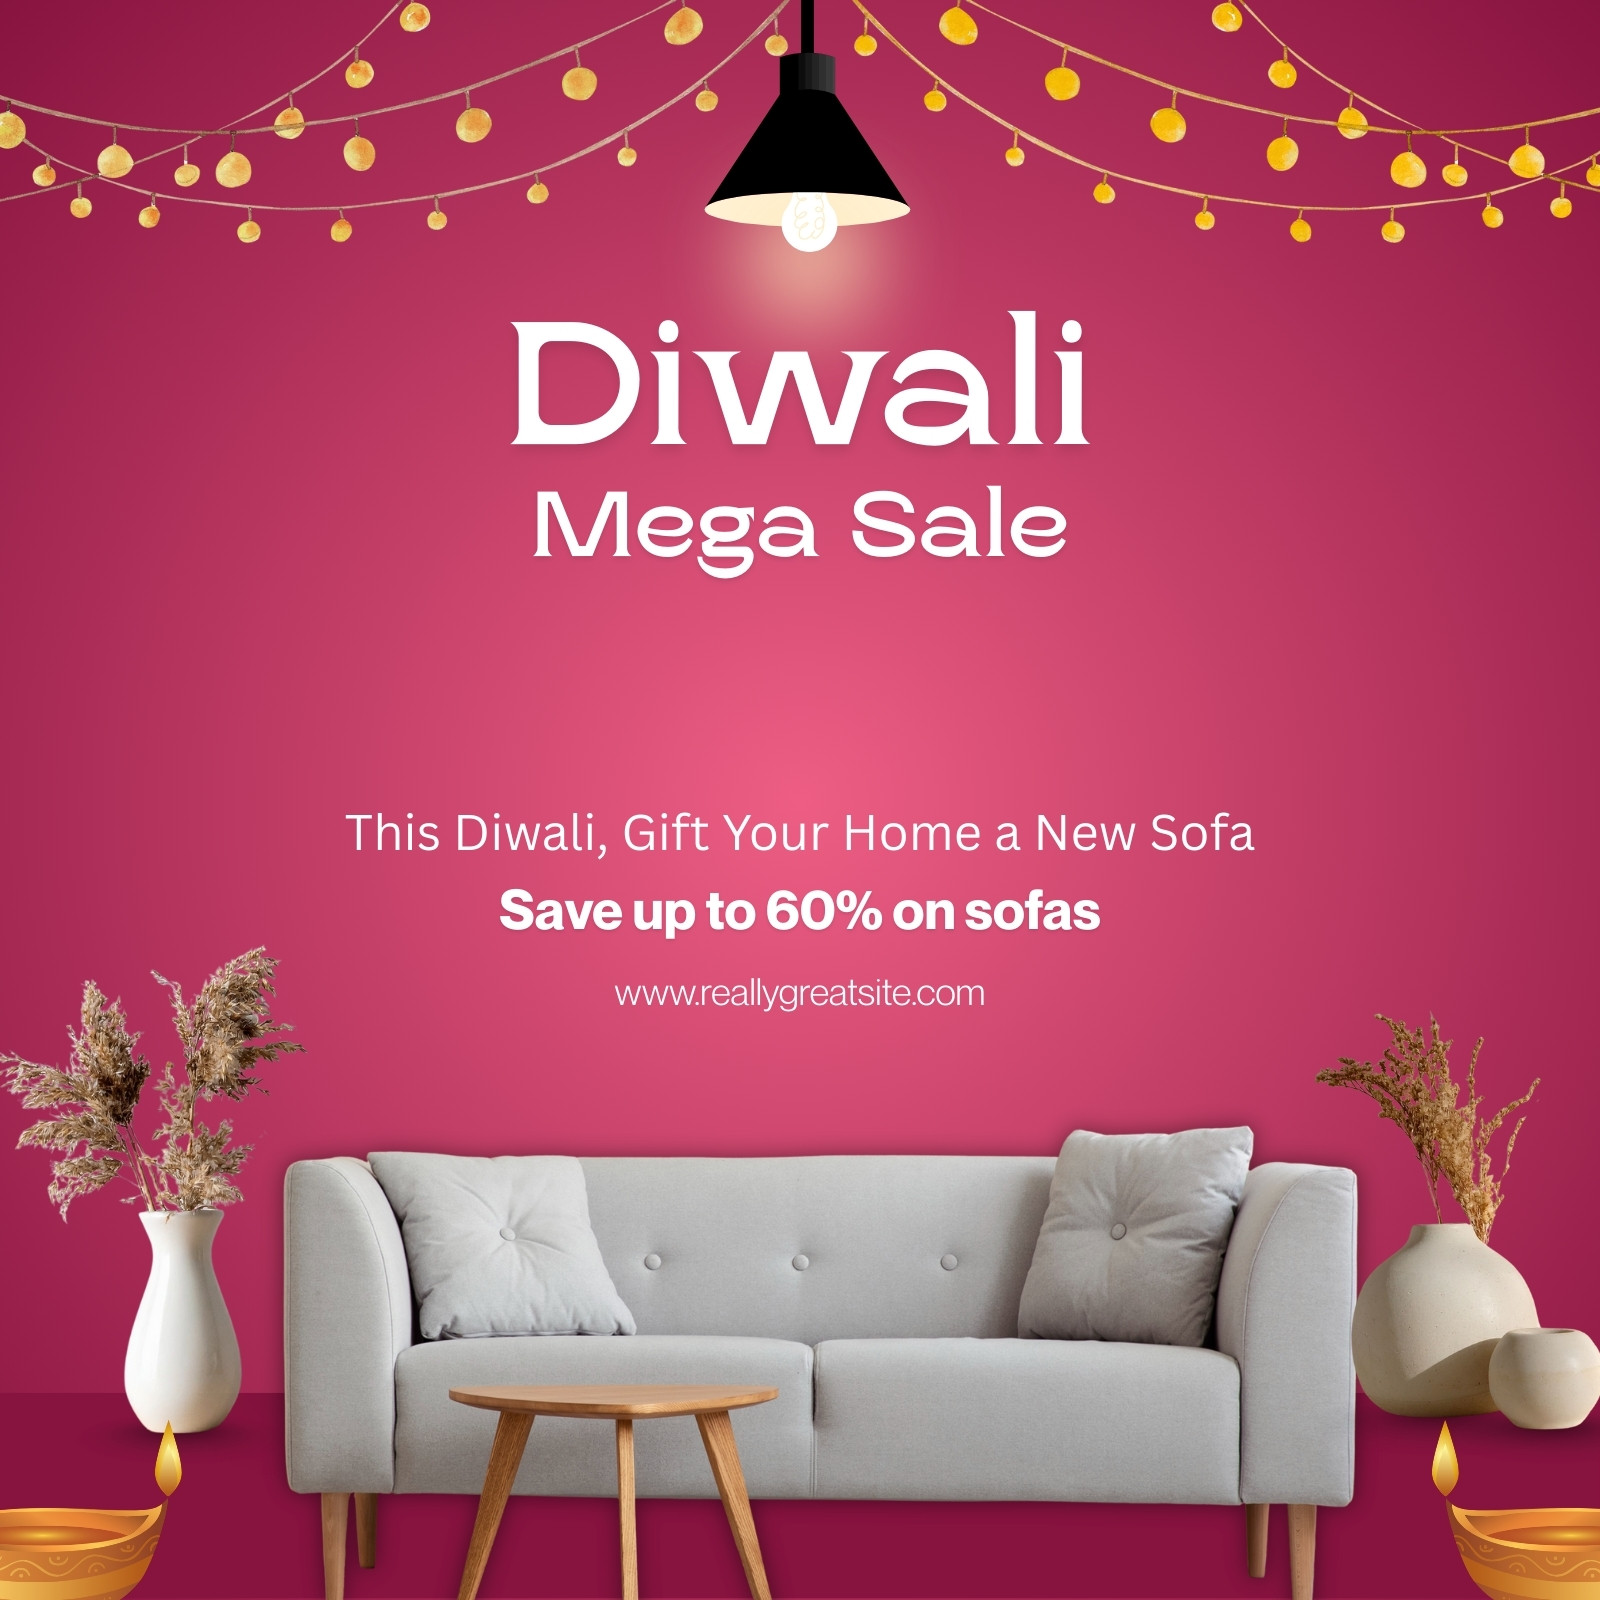 Diwali
Mega Sale
This Diwali, Gift Your Home a New Sofa
Save up to 60% on sofas
www.reallygreatsite.com